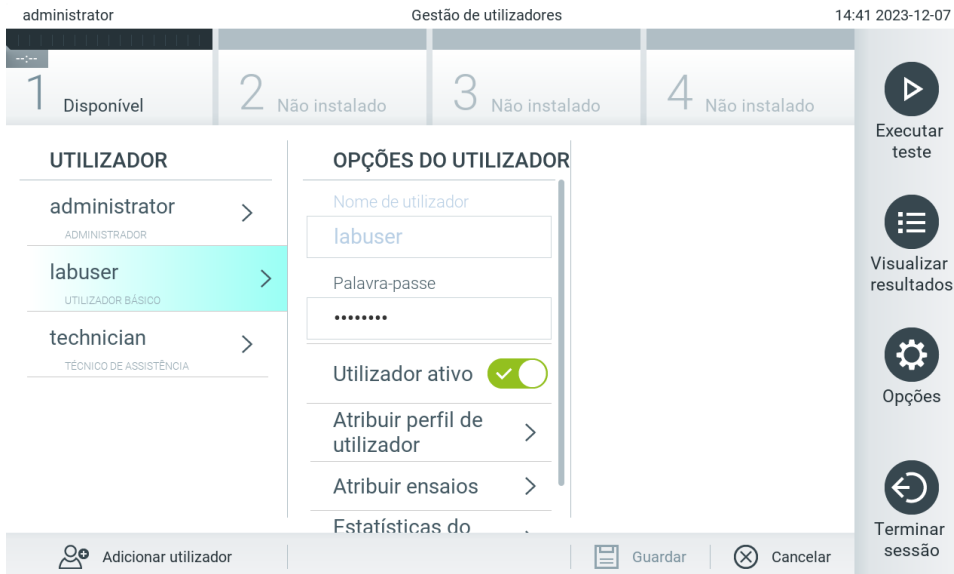 administrator
Gestão de utilizadores
14:41 2023-12-07
--:--
1 Disponível
2 Não instalado
3 Não instalado
4 Não instalado
UTILIZADOR
administrator
ADMINISTRADOR
labuser
UTILIZADOR BÁSICO
technician
TÉCNICO DE ASSISTÊNCIA
OPÇÕES DO UTILIZADOR
Nome de utilizador
labuser
Palavra-passe
••••••••
Utilizador ativo
Atribuir perfil de
utilizador
Atribuir ensaios
Estatísticas do
Executar
teste
Visualizar
resultados
Opções
Terminar
sessão
Adicionar utilizador
Guardar
Cancelar